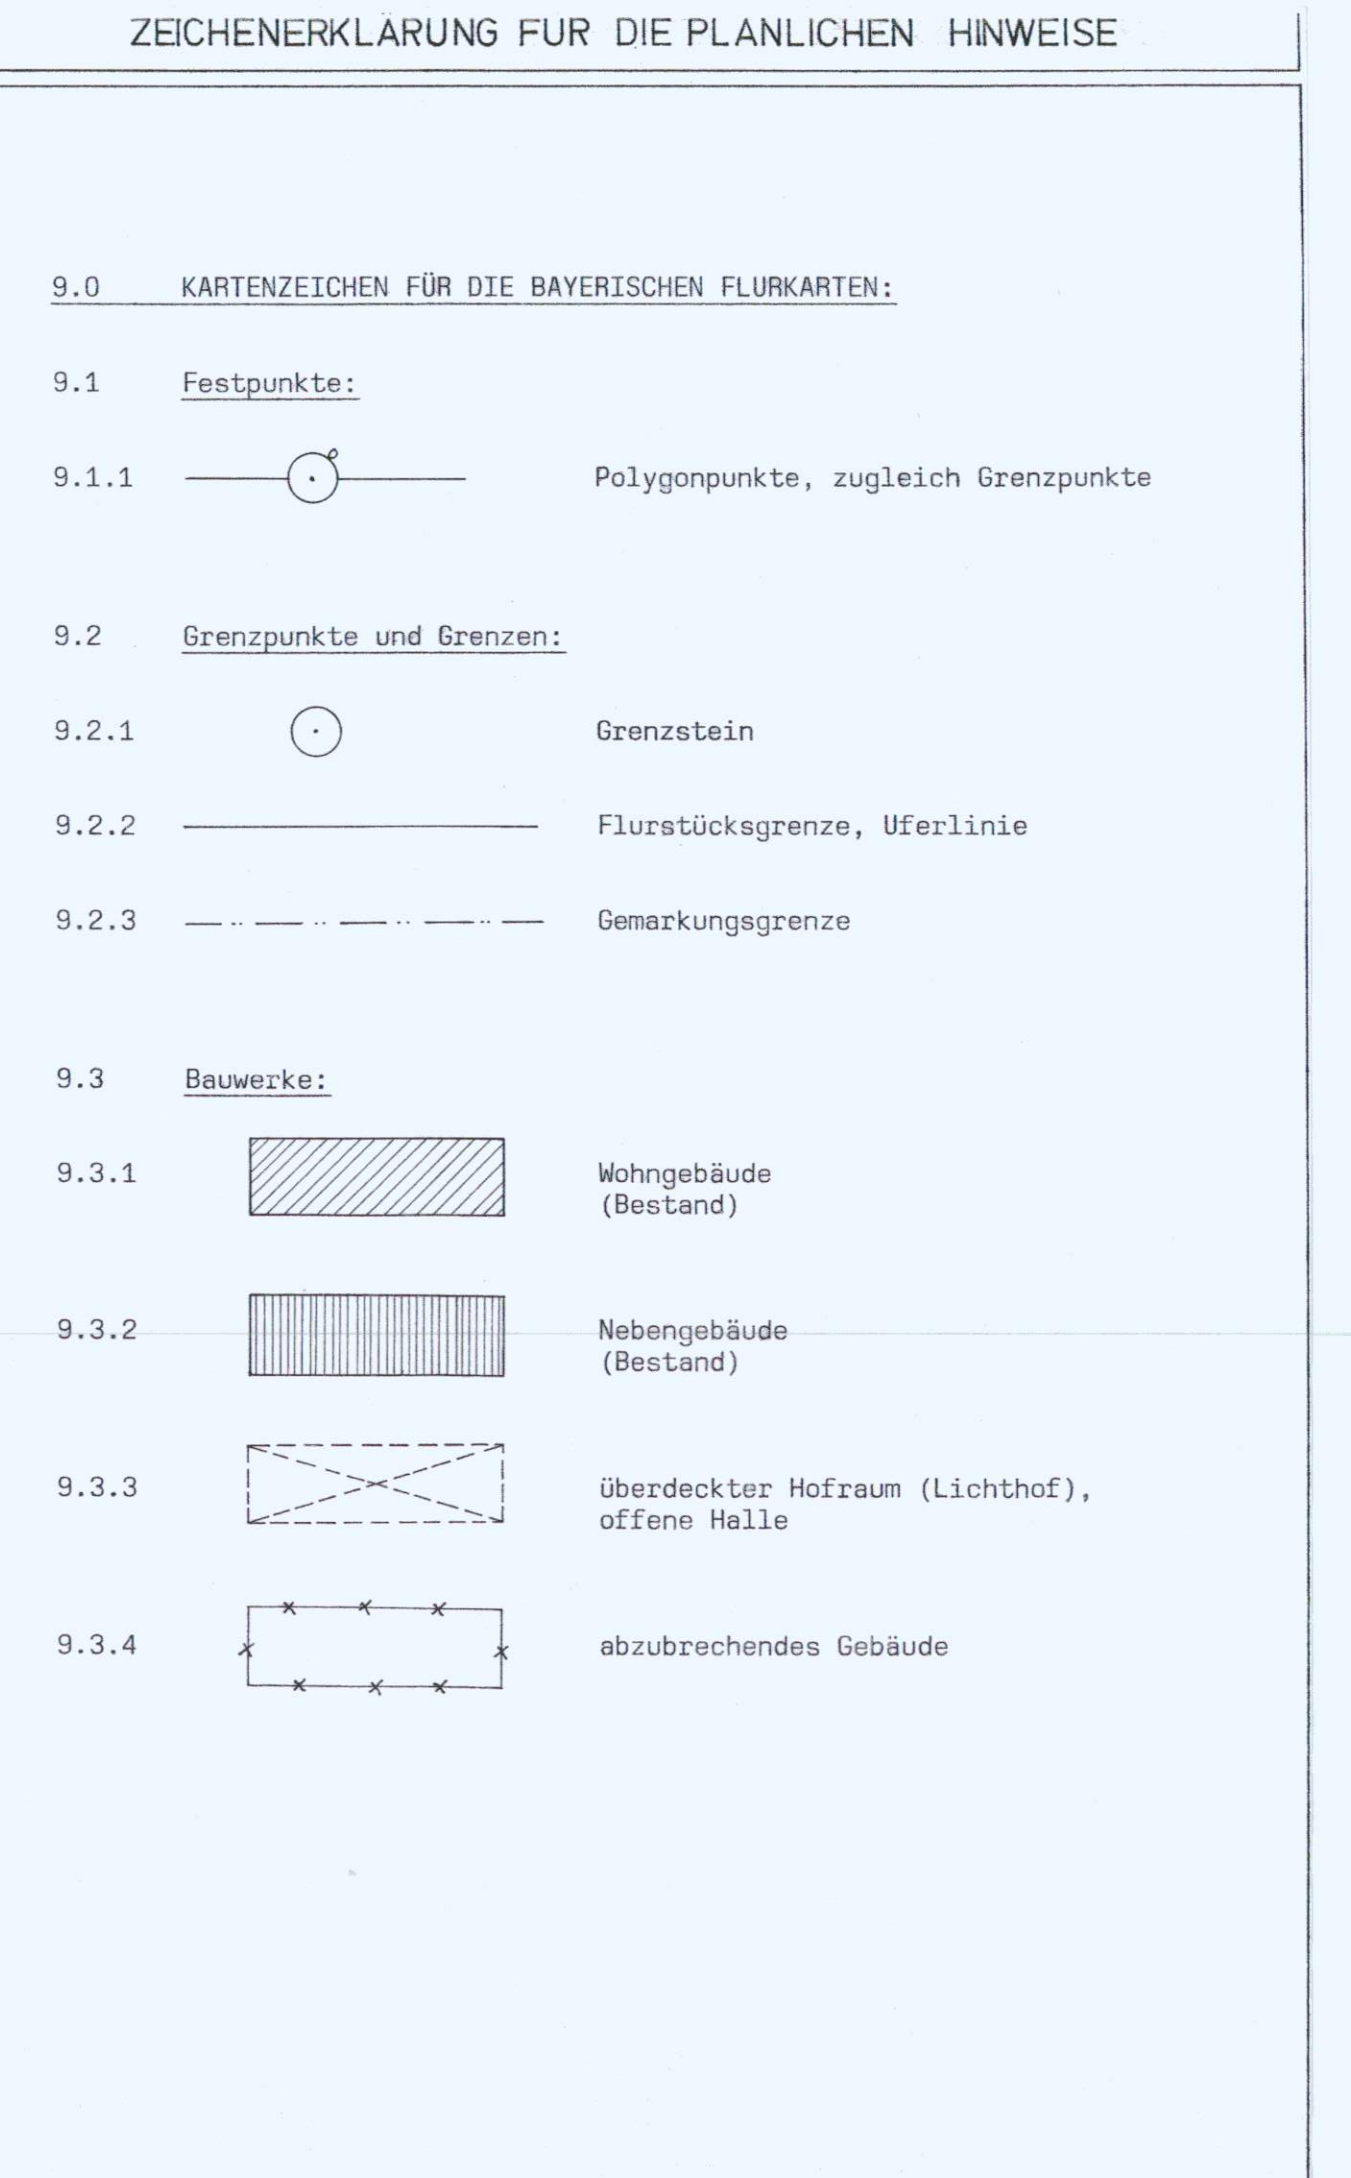 ZEICHENERKLÄRUNG FÜR DIE PLANLICHEN HINWEISE
9.0 KARTENZEICHEN FÜR DIE BAYERISCHEN FLURKARTEN:
9.1 Festpunkte:
9.1.1 Polygonpunkte, zugleich Grenzpunkte
9.2 Grenzpunkte und Grenzen:
9.2.1 Grenzstein
9.2.2 Flurstücksgrenze, Uferlinie
9.2.3 Gemarkungsgrenze
9.3 Bauwerke:
9.3.1 Wohngebäude
(Bestand)
9.3.2 Nebengebäude
(Bestand)
9.3.3 überdeckter Hofraum (Lichthof),
offene Halle
9.3.4 abzubrechendes Gebäude